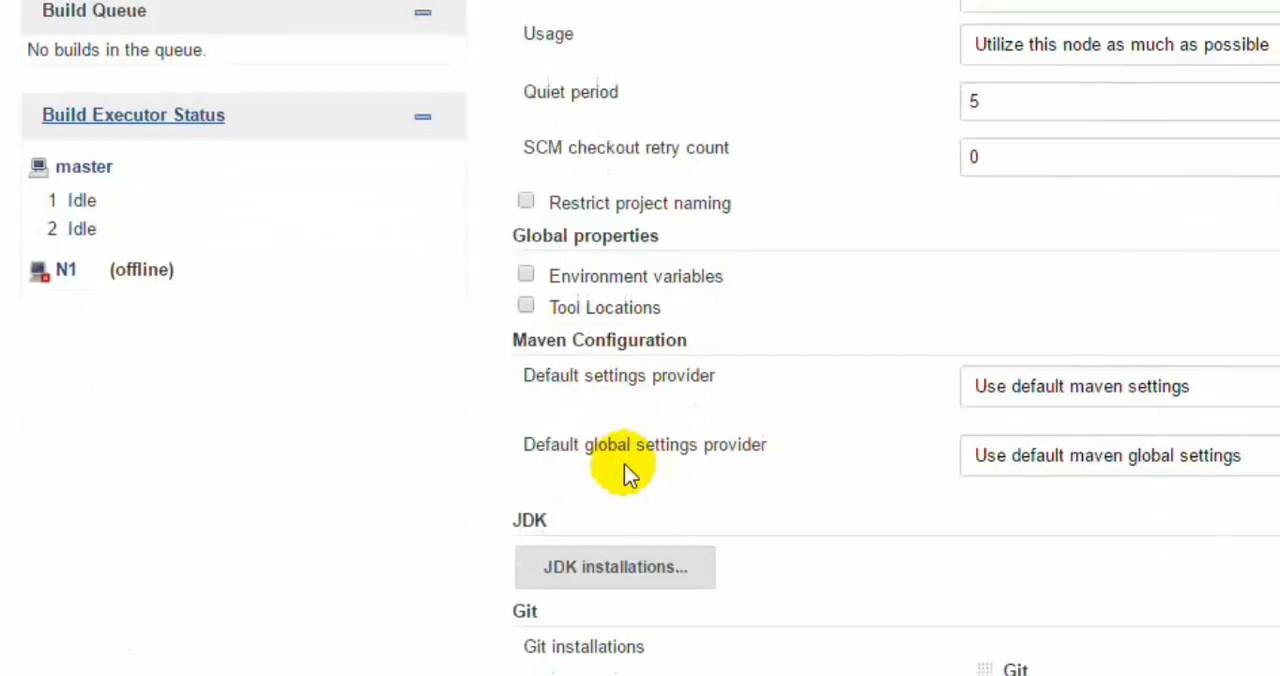 Build Queue
No builds in the queue.
Build Executor Status
master
1 Idle
2 Idle
N1 (offline)
Usage
Utilize this node as much as possible
Quiet period
5
SCM checkout retry count
0
Restrict project naming
Global properties
Environment variables
Tool Locations
Maven Configuration
Default settings provider
Use default maven settings
Default global settings provider
Use default maven global settings
JDK
JDK installations...
Git
Git installations
Git